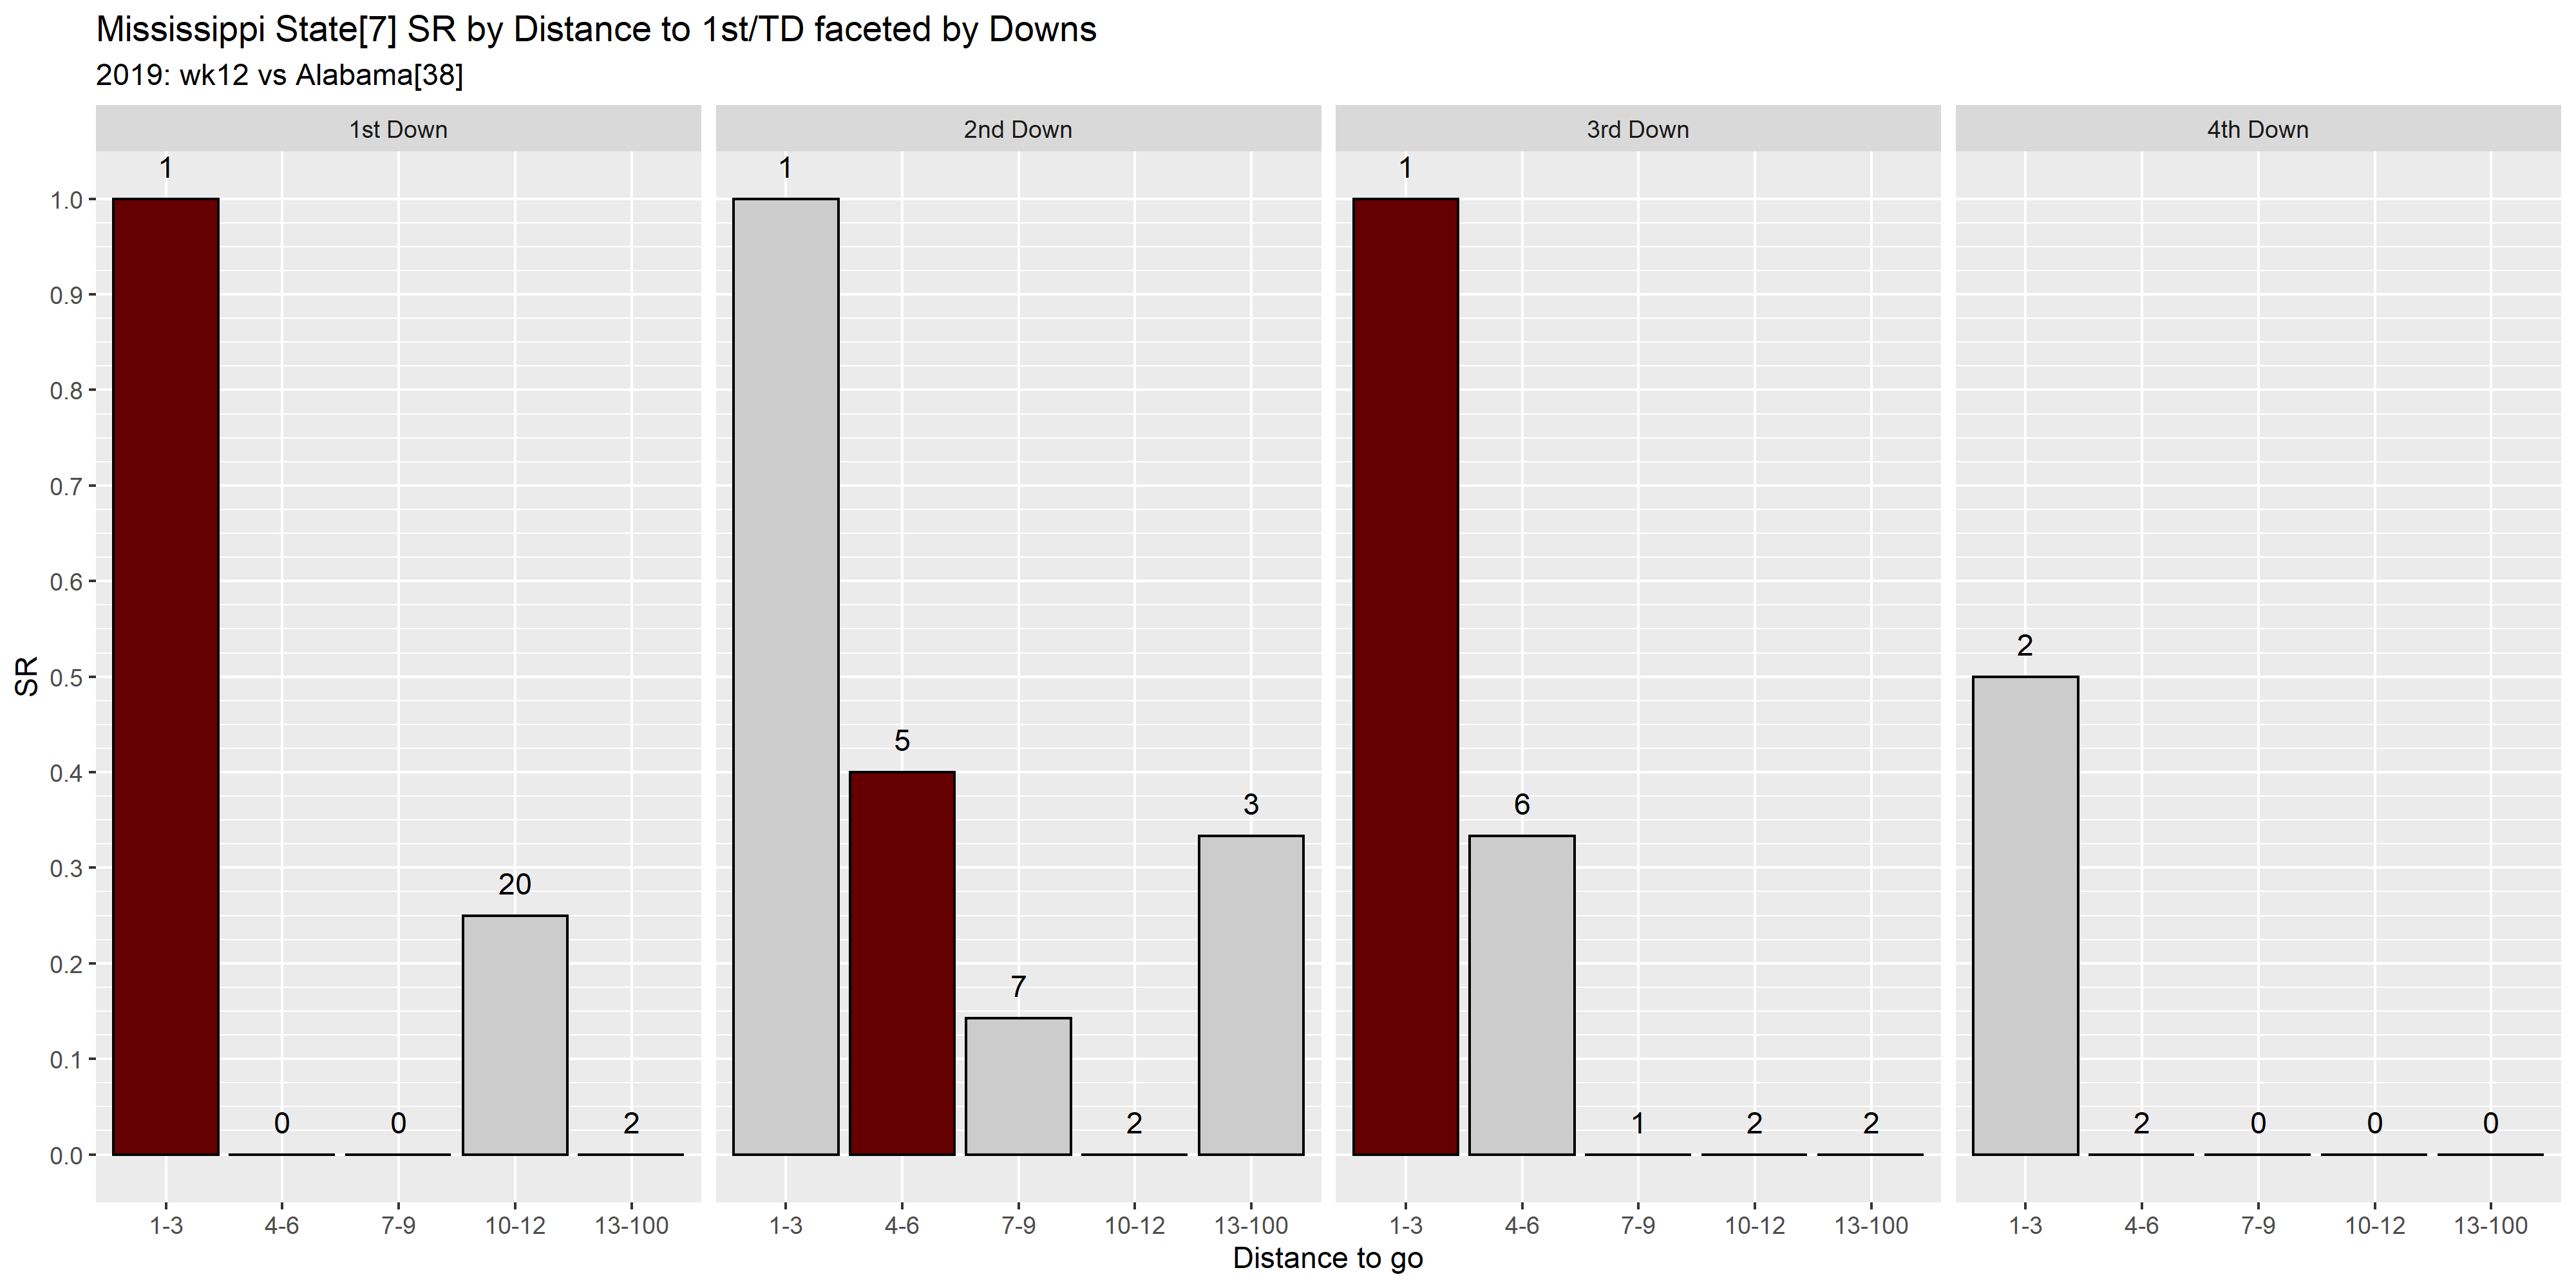 Mississippi State[7] SR by Distance to 1st/TD faceted by Downs
2019: wk12 vs Alabama[38]
1st Down
2nd Down
3rd Down
4th Down
SR
1.0
0.9
0.8
0.7
0.6
0.5
0.4
0.3
0.2
0.1
0.0
1
0
0
20
2
1
5
7
2
3
1
6
1
2
2
2
2
0
0
0
1-3 4-6 7-9 10-12 13-100
1-3 4-6 7-9 10-12 13-100
1-3 4-6 7-9 10-12 13-100
1-3 4-6 7-9 10-12 13-100
Distance to go